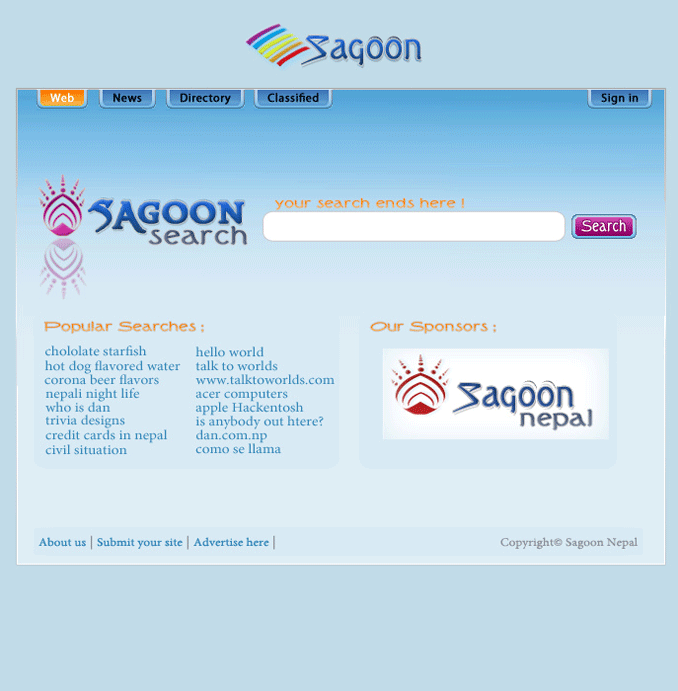 Sagoon
Web News Directory Classified Sign in
your search ends here !
SAGOON
search
Search
Popular Searches :
chololate starfish
hot dog flavored water
corona beer flavors
nepali night life
who is dan
trivia designs
credit cards in nepal
civil situation
hello world
talk to worlds
www.talktoworlds.com
acer computers
apple Hackentosh
is anybody out htere?
dan.com.np
como se llama
Our Sponsors :
Sagoon
nepal
About us | Submit your site | Advertise here |
Copyright© Sagoon Nepal